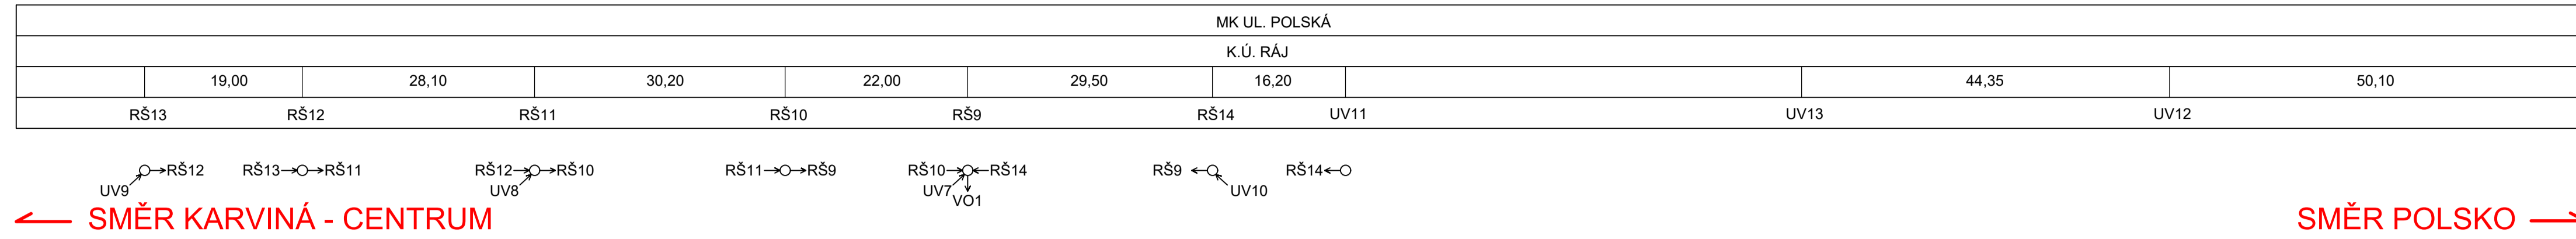 MK UL. POLSKÁ
K.Ú. RÁJ
19,00 28,10 30,20 22,00 29,50 16,20 44,35 50,10
RŠ13 RŠ12 RŠ11 RŠ10 RŠ9 RŠ14 UV11 UV13 UV12
RŠ12 RŠ13 RŠ11 RŠ12 RŠ10 RŠ11 RŠ9 RŠ10 RŠ14 RŠ9 RŠ14
UV9 UV8 UV7 UV10
VO1
SMĚR KARVINÁ - CENTRUM SMĚR POLSKO